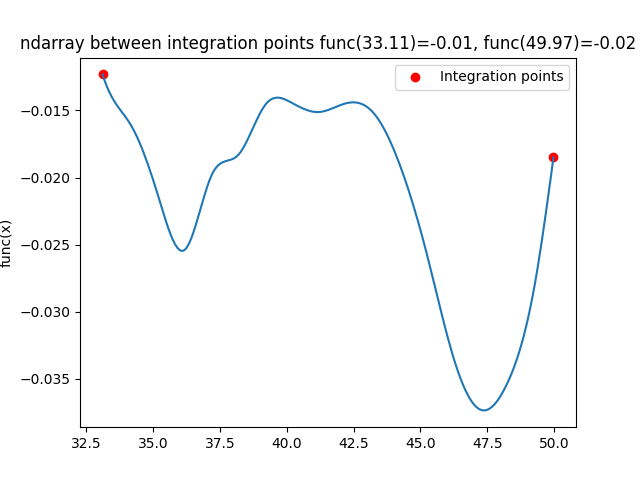 ndarray between integration points func(33.11)=-0.01, func(49.97)=-0.02
Integration points
−0.015
−0.020
−0.025
−0.030
−0.035
func(x)
32.5 35.0 37.5 40.0 42.5 45.0 47.5 50.0